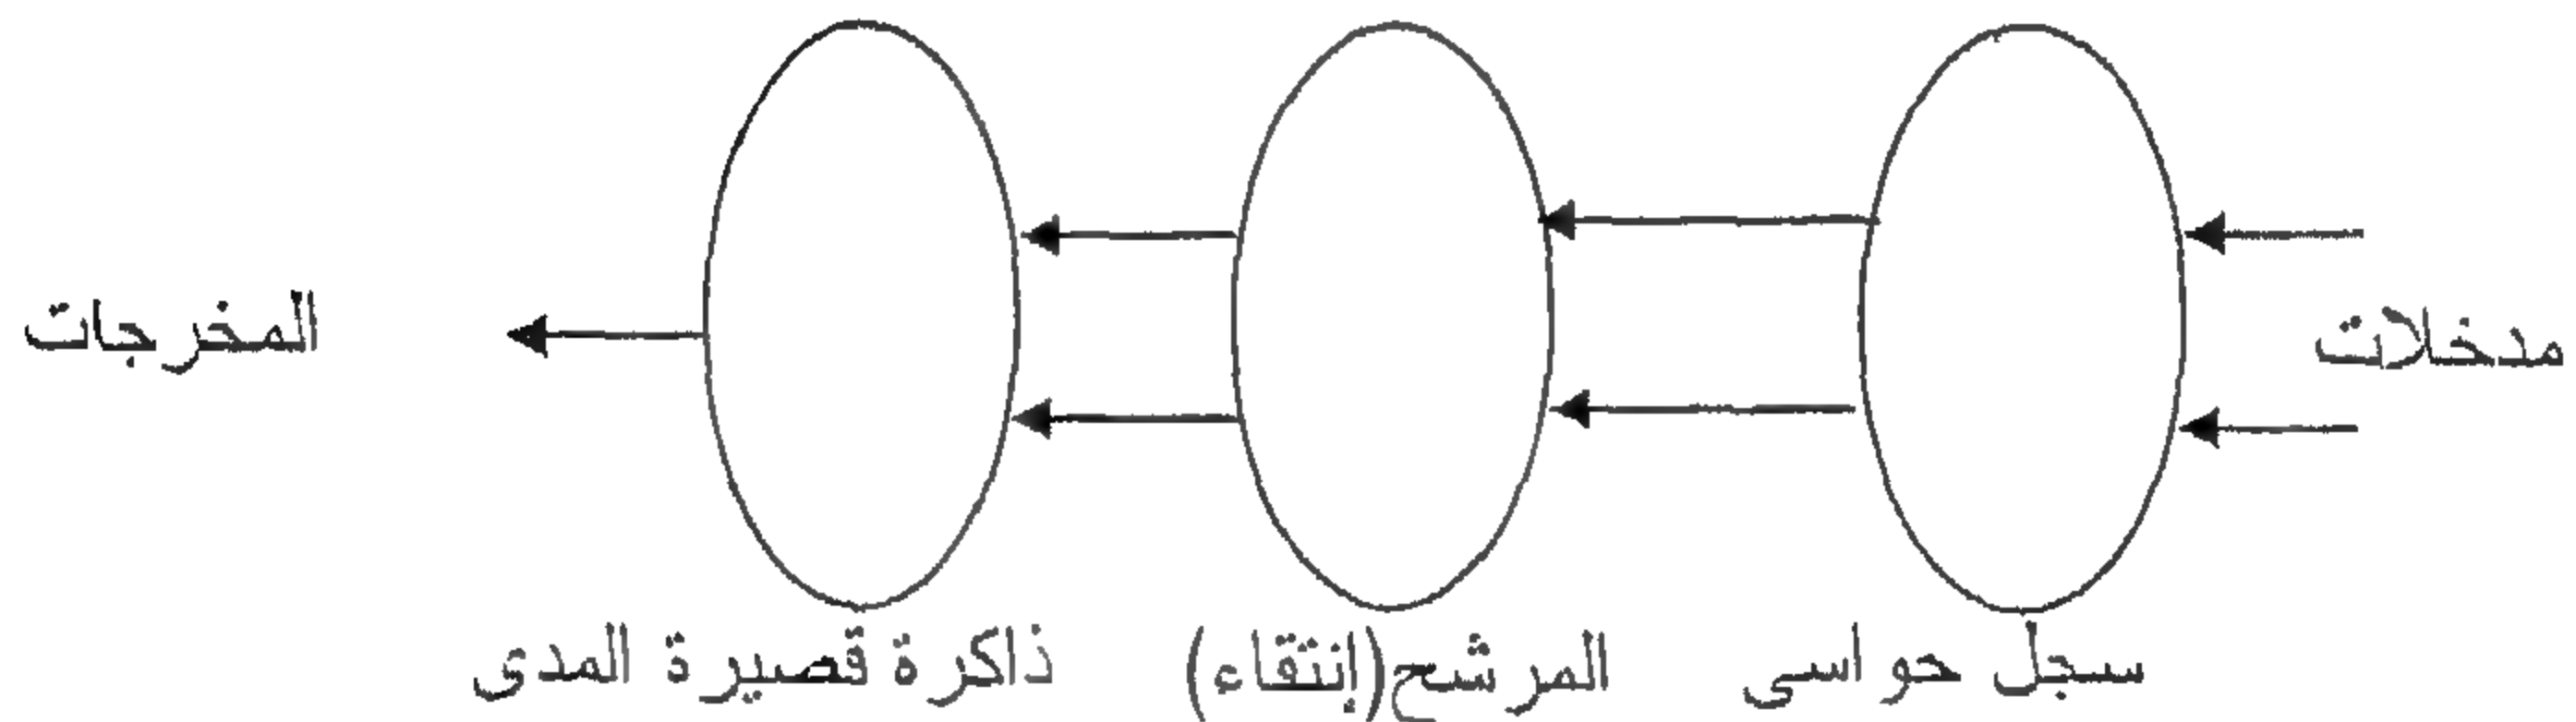 مدخلات
المخرجات
سجل حواسى
المرشح(إنتقاء)
ذاكرة قصيرة المدى